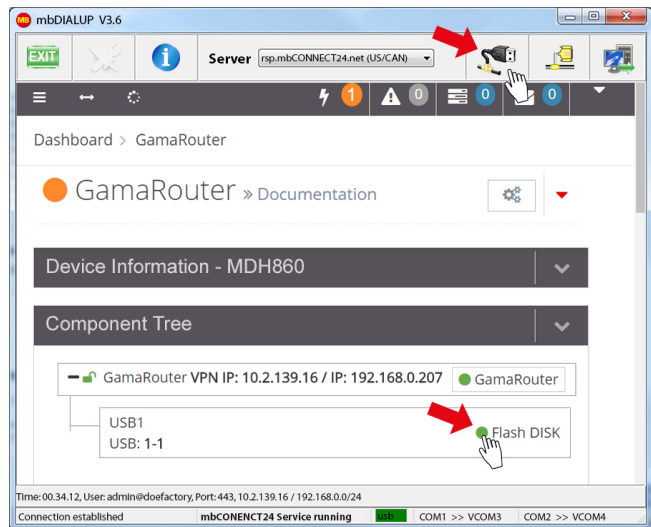 MB mbDIALUP V3.6
EXIT i Server rsp.mbCONNECT24.net (US/CAN)
1 0 0 0
Dashboard > GamaRouter
GamaRouter » Documentation
Device Information - MDH860
Component Tree
GamaRouter VPN IP: 10.2.139.16 / IP: 192.168.0.207 GamaRouter
USB1
USB: 1-1
Flash DISK
Time: 00.34.12, User: admin@doefactory, Port: 443, 10.2.139.16 / 192.168.0.0/24
Connection established mbCONENCT24 Service running usb COM1 >> VCOM3 COM2 >> VCOM4